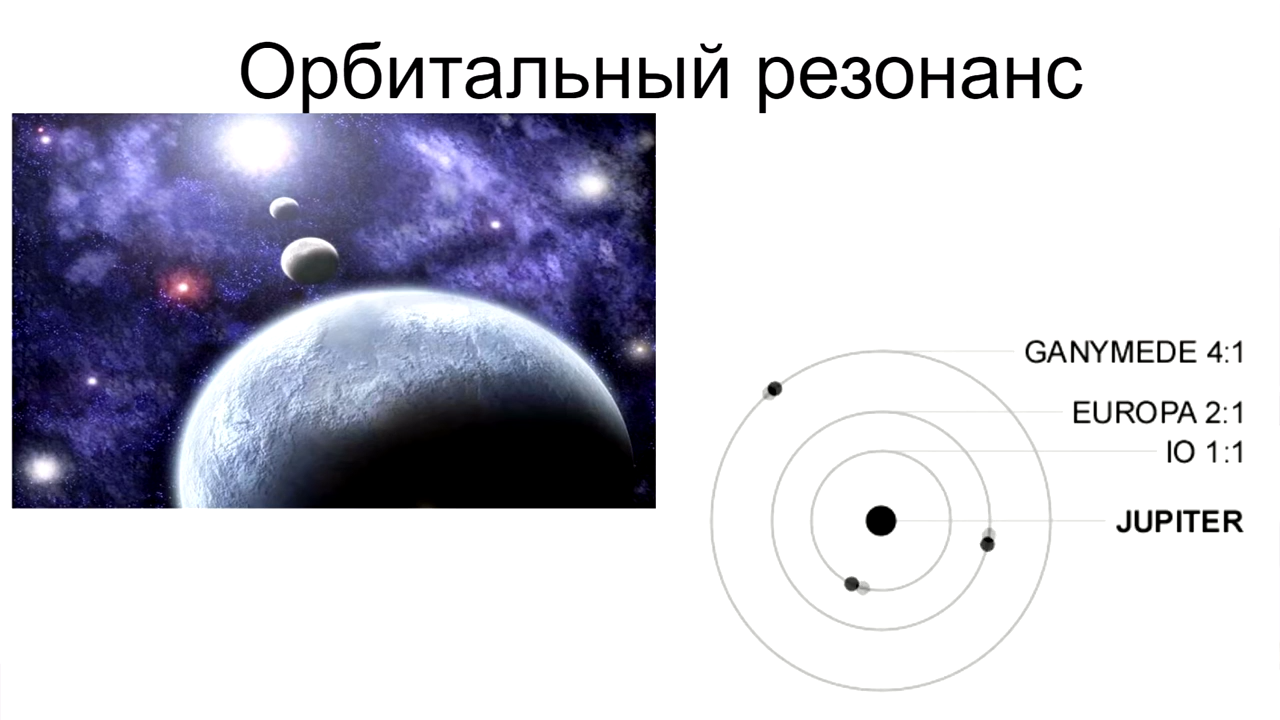 Орбитальный резонанс
GANYMEDE 4:1
EUROPA 2:1
IO 1:1
JUPITER